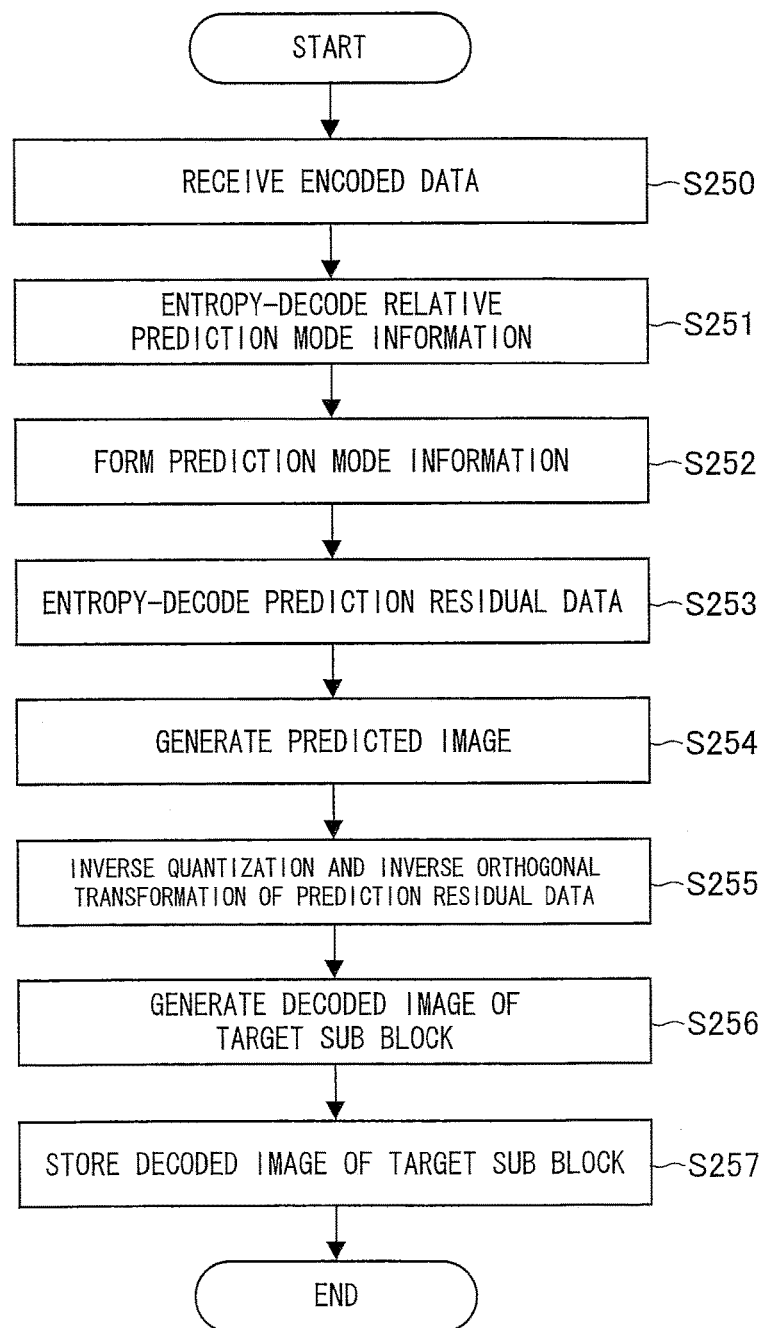 START
RECEIVE ENCODED DATA
S250
ENTROPY-DECODE RELATIVE
PREDICTION MODE INFORMATION
S251
FORM PREDICTION MODE INFORMATION
S252
ENTROPY-DECODE PREDICTION RESIDUAL DATA
S253
GENERATE PREDICTED IMAGE
S254
INVERSE QUANTIZATION AND INVERSE ORTHOGONAL
TRANSFORMATION OF PREDICTION RESIDUAL DATA
S255
GENERATE DECODED IMAGE OF
TARGET SUB BLOCK
S256
STORE DECODED IMAGE OF TARGET SUB BLOCK
S257
END